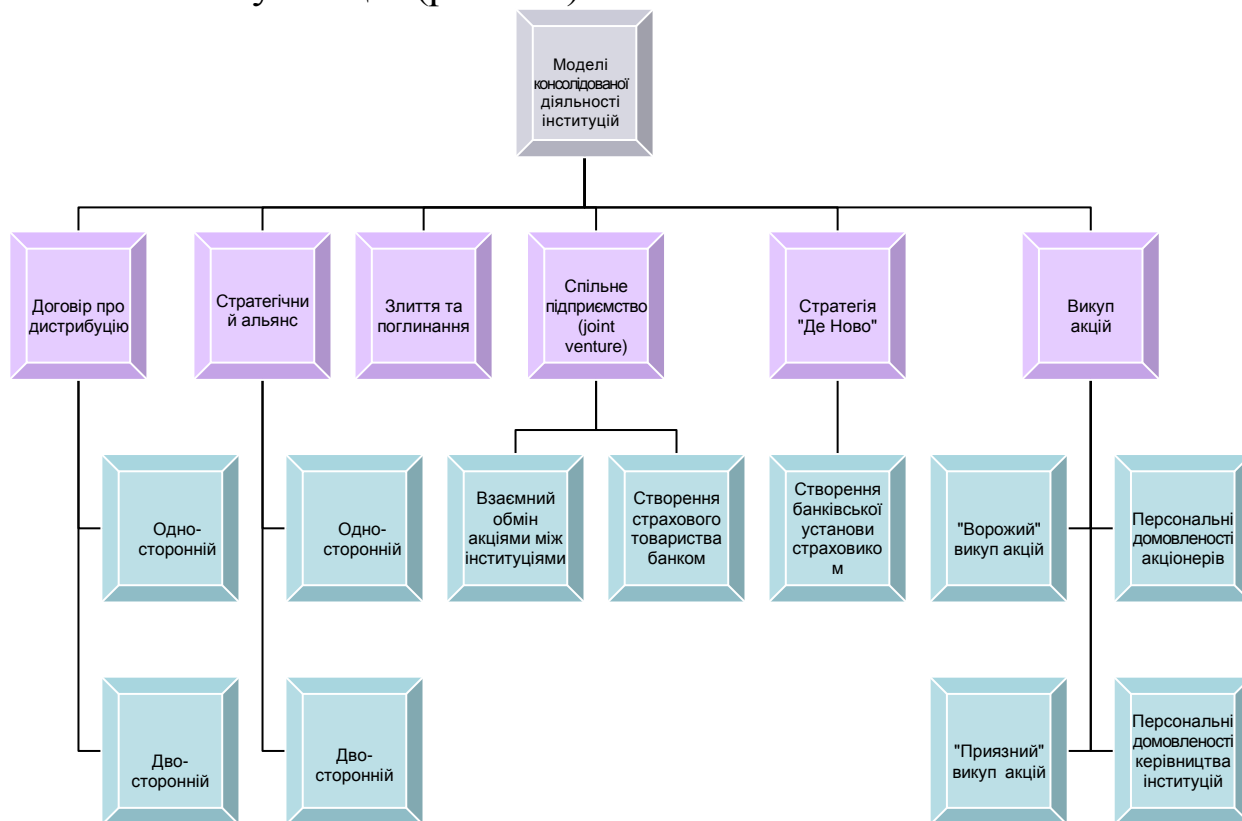 Моделі
консолідованої
діяльності
інституцій
Договір про
дистрибуцію
Стратегічни
й альянс
Злиття та
поглинання
Спільне
підприємство
(joint
venture)
Стратегія
"Де Ново"
Викуп
акцій
Одно-
сторонній
Одно-
сторонній
Взаємний
обмін
акціями між
інституціями
Створення
страхового
товариства
банком
Створення
банківської
установи
страховико
м
"Ворожий"
викуп акцій
Персональні
домовленості
акціонерів
Дво-
сторонній
Дво-
сторонній
"Приязний"
викуп акцій
Персональні
домовленості
керівництва
інституцій